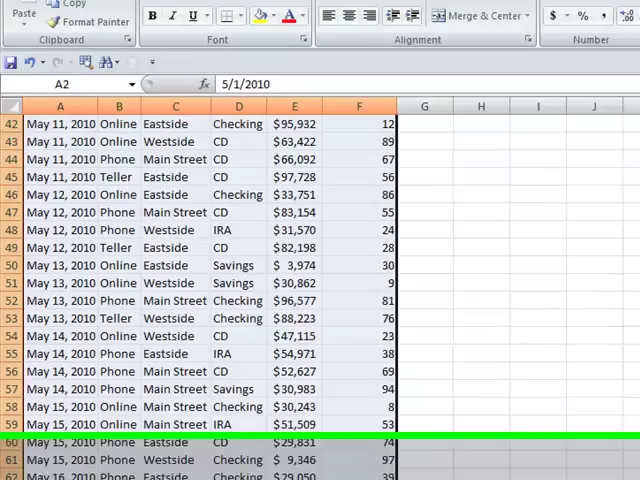 Paste
Copy
Format Painter
B I U A
Merge & Center
$ % , .00
Clipboard Font Alignment Number
A2 fx 5/1/2010
A B C D E F G H I J
42 May 11, 2010 Online Eastside Checking $95,932 12
43 May 11, 2010 Online Westside CD $63,422 89
44 May 11, 2010 Phone Main Street CD $66,092 67
45 May 11, 2010 Teller Eastside CD $97,728 56
46 May 12, 2010 Online Eastside Checking $33,751 86
47 May 12, 2010 Phone Main Street CD $83,154 55
48 May 12, 2010 Phone Westside IRA $31,570 24
49 May 12, 2010 Teller Eastside CD $82,198 28
50 May 13, 2010 Online Eastside Savings $ 3,974 30
51 May 13, 2010 Online Westside Savings $30,862 9
52 May 13, 2010 Phone Main Street Checking $96,577 81
53 May 13, 2010 Teller Westside Checking $88,223 76
54 May 14, 2010 Online Westside CD $47,115 23
55 May 14, 2010 Phone Eastside IRA $54,971 38
56 May 14, 2010 Phone Main Street CD $52,627 69
57 May 14, 2010 Phone Main Street Savings $30,983 94
58 May 15, 2010 Online Eastside Checking $30,243 8
59 May 15, 2010 Online Main Street IRA $51,509 53
60 May 15, 2010 Phone Eastside CD $29,831 74
61 May 15, 2010 Phone Westside Checking $ 9,346 97
62 May 16, 2010 Phone Eastside Checking $29,050 39